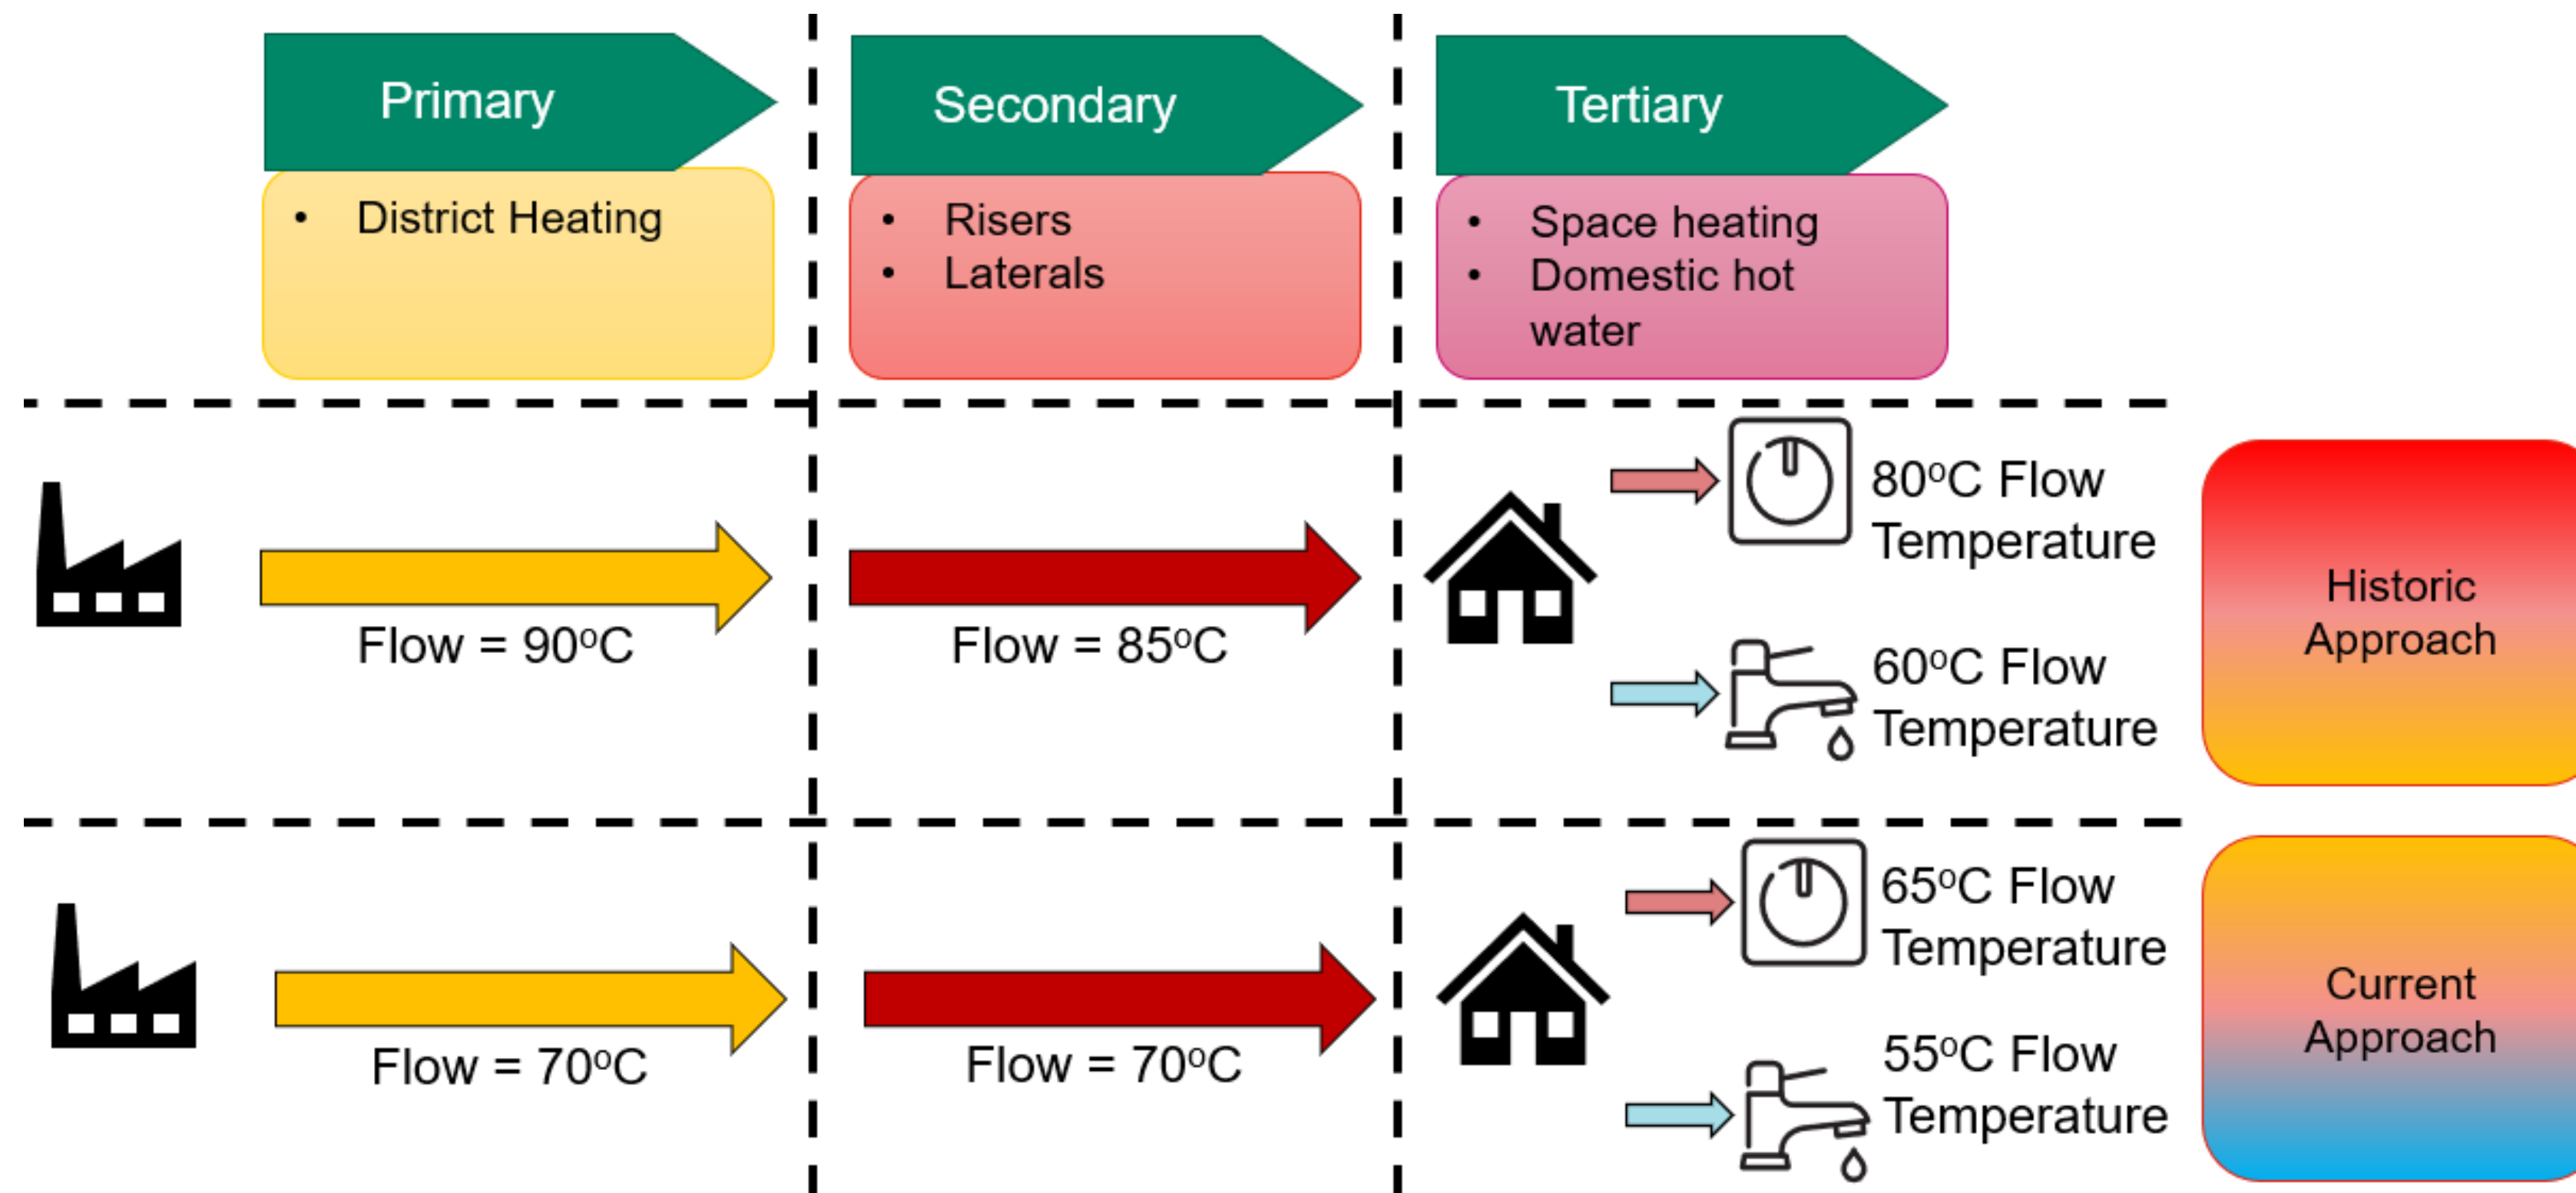 Primary
Secondary
Tertiary
• District Heating
• Risers
• Laterals
• Space heating
• Domestic hot
water
Flow = 90ºC
Flow = 85ºC
80ºC Flow
Temperature
60ºC Flow
Temperature
Historic
Approach
Flow = 70ºC
Flow = 70ºC
65ºC Flow
Temperature
55ºC Flow
Temperature
Current
Approach